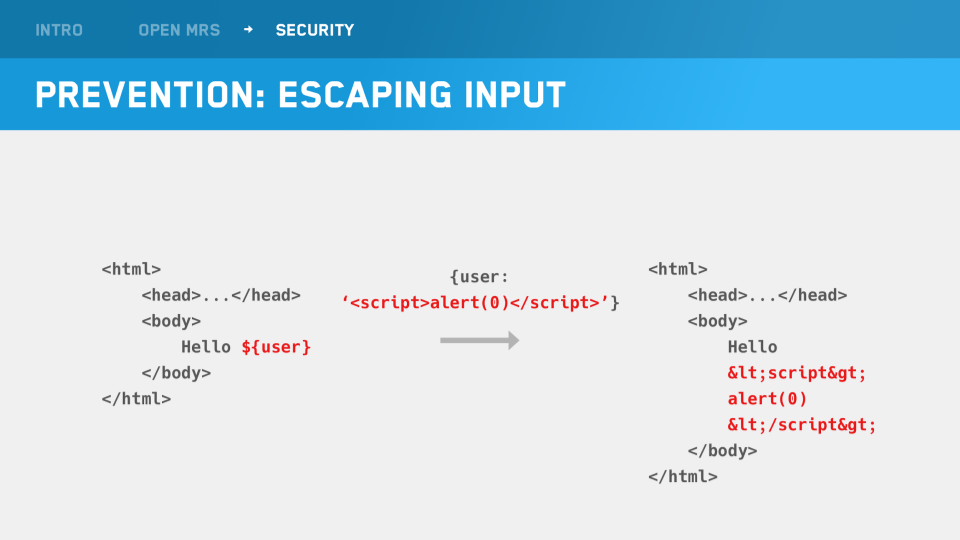 INTRO OPEN MRS → SECURITY
PREVENTION: ESCAPING INPUT
<html>
<head>...</head>
<body>
Hello ${user}
</body>
</html>
{user:
‘<script>alert(0)</script>’}
<html>
<head>...</head>
<body>
Hello
&lt;script&gt;
alert(0)
&lt;/script&gt;
</body>
</html>